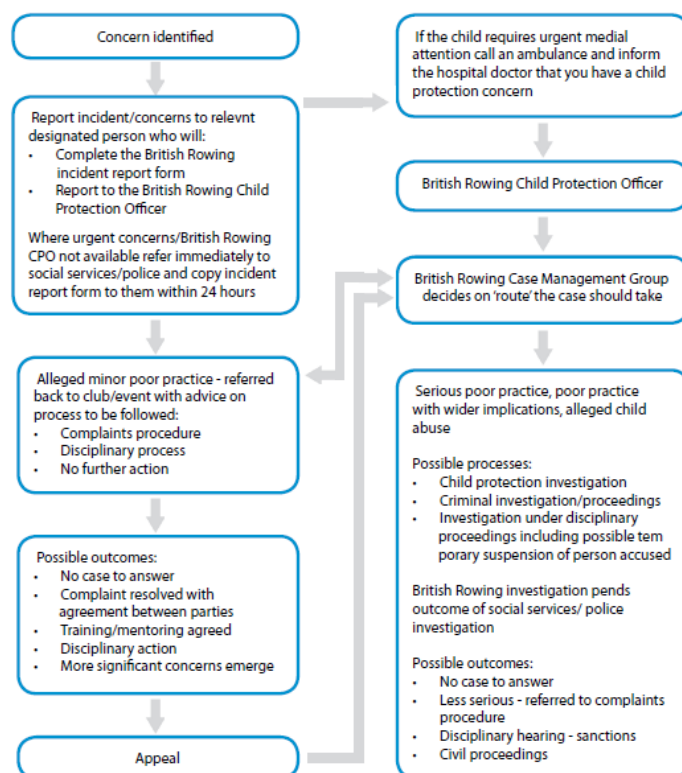 Concern identified
Report incident/concerns to relevnt
designated person who will:
• Complete the British Rowing
incident report form
• Report to the British Rowing Child
Protection Officer
Where urgent concerns/British Rowing
CPO not available refer immediately to
social services/police and copy incident
report form to them within 24 hours
Alleged minor poor practice - referred
back to club/event with advice on
process to be followed:
• Complaints procedure
• Disciplinary process
• No further action
Possible outcomes:
• No case to answer
• Complaint resolved with
agreement between parties
• Training/mentoring agreed
• Disciplinary action
• More significant concerns emerge
Appeal
If the child requires urgent medial
attention call an ambulance and inform
the hospital doctor that you have a child
protection concern
British Rowing Child Protection Officer
British Rowing Case Management Group
decides on ‘route’ the case should take
Serious poor practice, poor practice
with wider implications, alleged child
abuse
Possible processes:
• Child protection investigation
• Criminal investigation/proceedings
• Investigation under disciplinary
proceedings including possible tem
porary suspension of person accused
British Rowing investigation pends
outcome of social services/ police
investigation
Possible outcomes:
• No case to answer
• Less serious - referred to complaints
procedure
• Disciplinary hearing - sanctions
• Civil proceedings